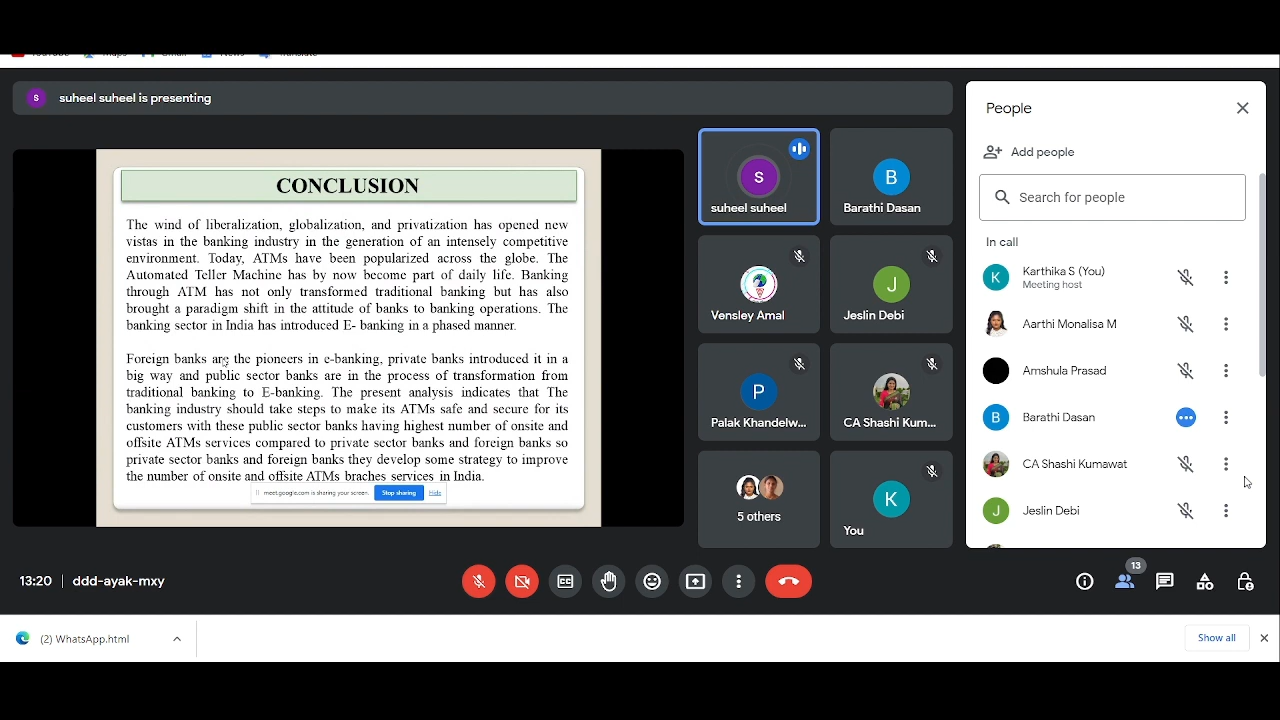 suheel suheel is presenting
CONCLUSION
The wind of liberalization, globalization, and privatization has opened new
vistas in the banking industry in the generation of an intensely competitive
environment. Today, ATMs have been popularized across the globe. The
Automated Teller Machine has by now become part of daily life. Banking
through ATM has not only transformed traditional banking but has also
brought a paradigm shift in the attitude of banks to banking operations. The
banking sector in India has introduced E- banking in a phased manner.
Foreign banks are the pioneers in e-banking, private banks introduced it in a
big way and public sector banks are in the process of transformation from
traditional banking to E-banking. The present analysis indicates that The
banking industry should take steps to make its ATMs safe and secure for its
customers with these public sector banks having highest number of onsite and
offsite ATMs services compared to private sector banks and foreign banks so
private sector banks and foreign banks they develop some strategy to improve
the number of onsite and offsite ATMs braches services in India.
meet.google.com is sharing your screen.
Stop sharing
Hide
S
suheel suheel
B
Barathi Dasan
Vensley Amal
J
Jeslin Debi
P
Palak Khandelw...
CA Shashi Kum...
5 others
K
You
People
Add people
Search for people
In call
K
Karthika S (You)
Meeting host
Aarthi Monalisa M
Amshula Prasad
B
Barathi Dasan
CA Shashi Kumawat
J
Jeslin Debi
13:20 | ddd-ayak-mxy
13
(2) WhatsApp.html
Show all